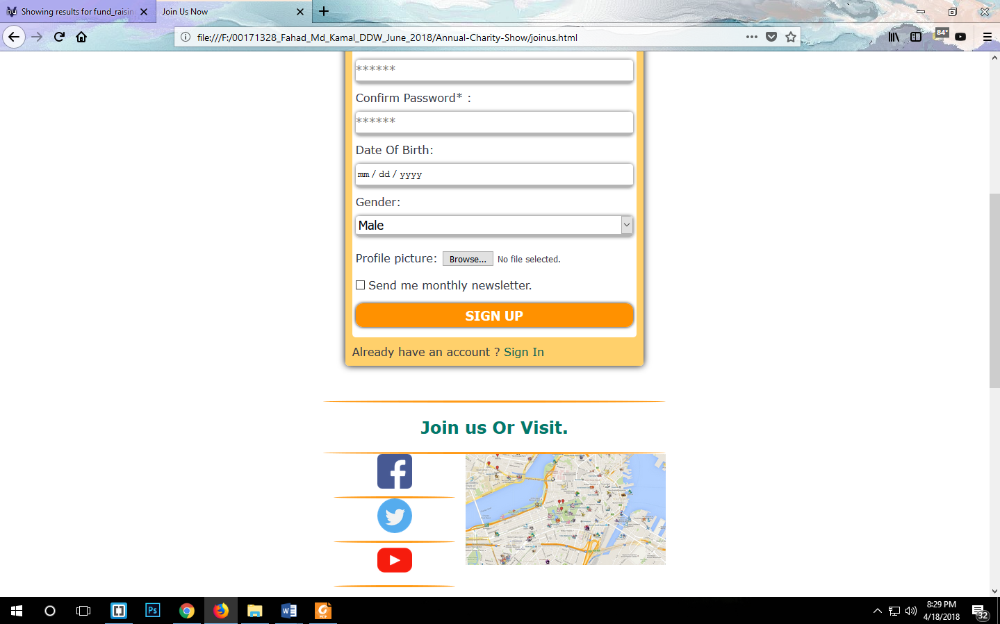 Showing results for fund_raisin
Join Us Now
file:///F:/00171328_Fahad_Md_Kamal_DDW_June_2018/Annual-Charity-Show/joinus.html
84°
******
Confirm Password* :
******
Date Of Birth:
mm / dd / yyyy
Gender:
Male
Profile picture: Browse... No file selected.
Send me monthly newsletter.
SIGN UP
Already have an account ? Sign In
Join us Or Visit.
Ps
W
G
PDF
8:29 PM
4/18/2018
32